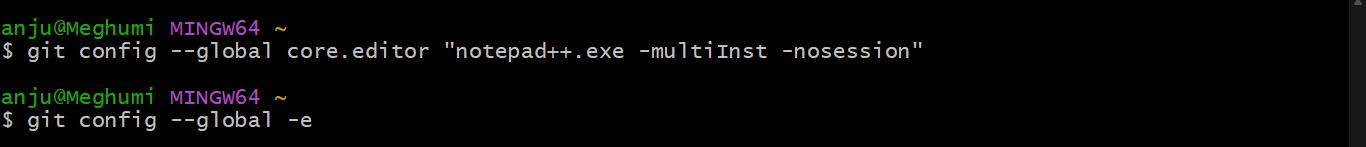 anju@Meghumi MINGW64 ~
$ git config --global core.editor "notepad++.exe -multiInst -nosession"
anju@Meghumi MINGW64 ~
$ git config --global -e